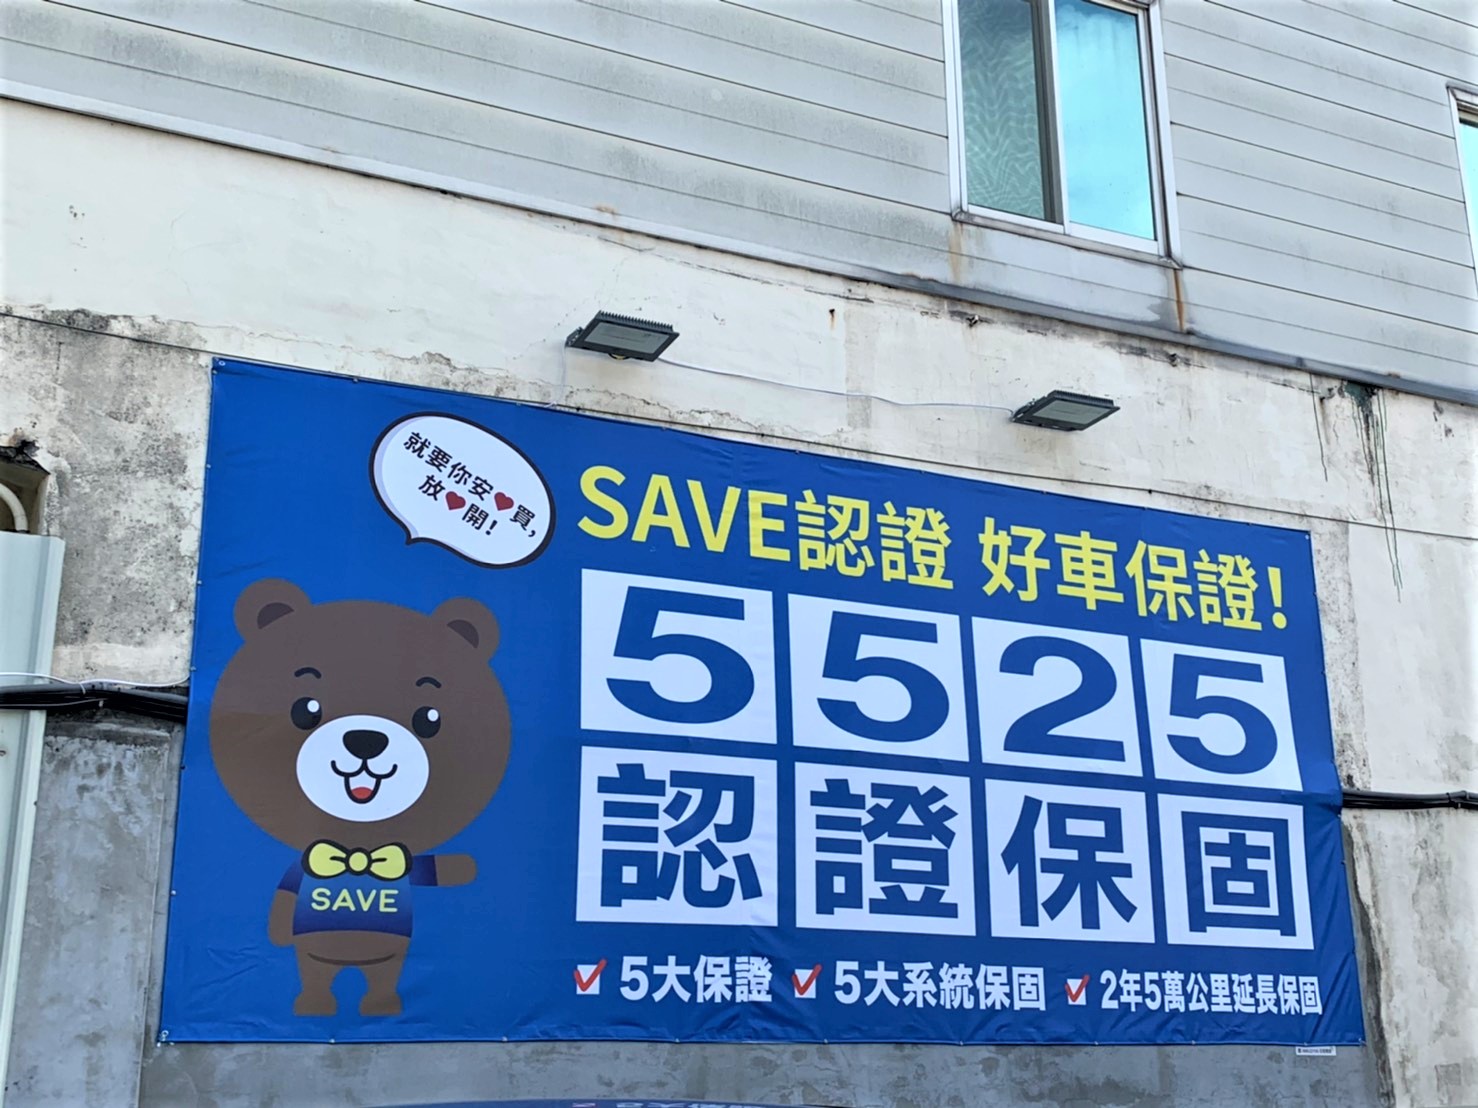 就要你安❤買,
放❤開!
SAVE認證 好車保證!
5525
認證保固
SAVE
5大保證 5大系統保固 2年5萬公里延長保固